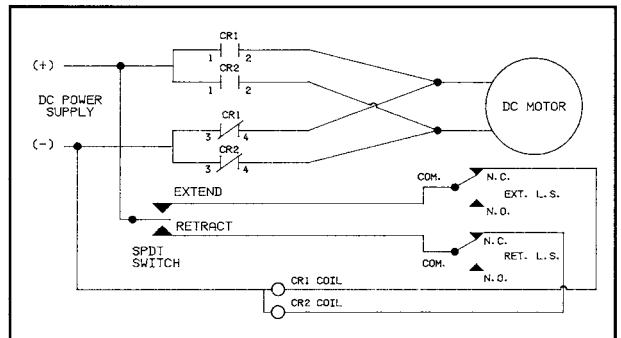 CR1
1 2
(+)
CR2
1 2
DC POWER
SUPPLY
DC MOTOR
CR1
3 4
(-)
CR2
3 4
EXTEND
COM.
N.C.
EXT. L.S.
N.O.
RETRACT
SPDT
SWITCH
COM.
N.C.
RET. L.S.
N.O.
CR1 COIL
CR2 COIL